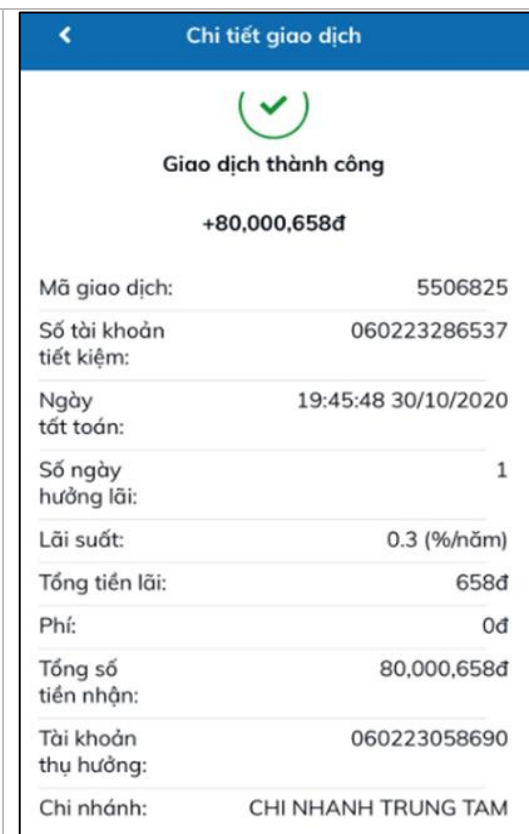 Chi tiết giao dịch
Giao dịch thành công
+80,000,658đ
Mã giao dịch: 5506825
Số tài khoản 060223286537
tiết kiệm:
Ngày 19:45:48 30/10/2020
tất toán:
Số ngày 1
hưởng lãi:
Lãi suất: 0.3 (%/năm)
Tổng tiền lãi: 658đ
Phí: 0đ
Tổng số 80,000,658đ
tiền nhận:
Tài khoản 060223058690
thụ hưởng:
Chi nhánh: CHI NHANH TRUNG TAM